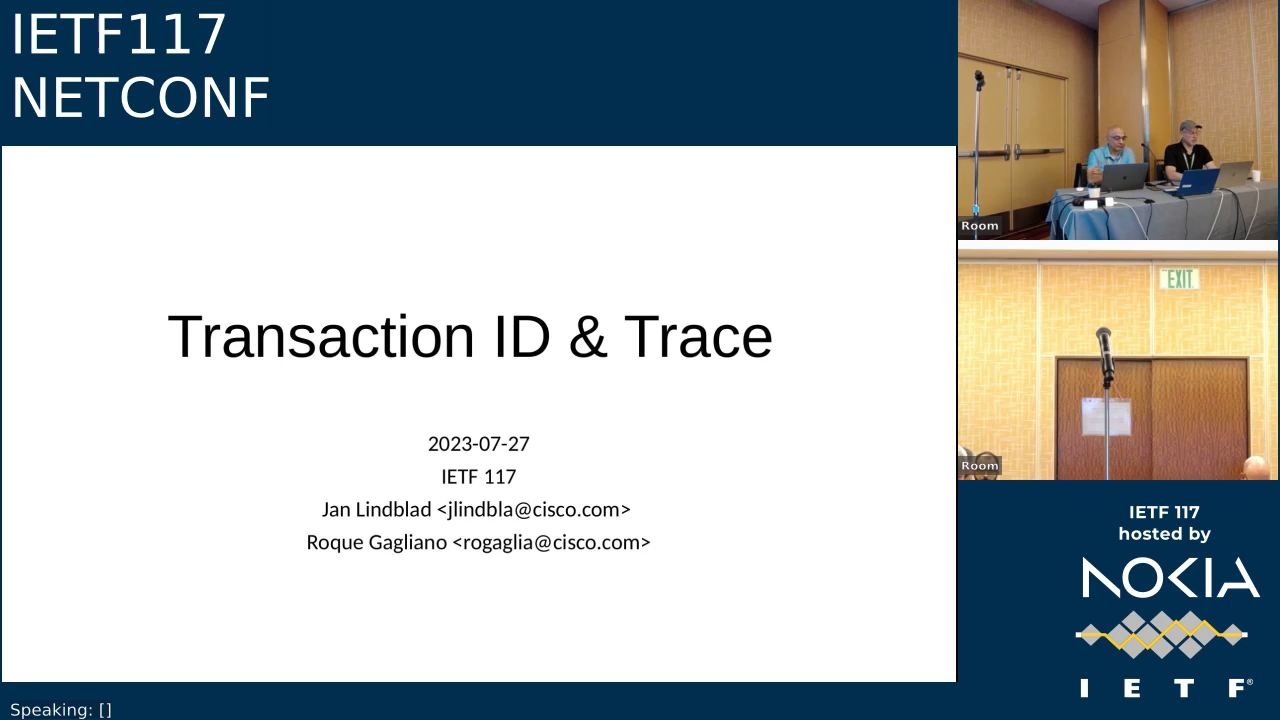 IETF117
NETCONF
Transaction ID & Trace
2023-07-27
IETF 117
Jan Lindblad <jlindbla@cisco.com>
Roque Gagliano <rogaglia@cisco.com>
Room
EXIT
Room
IETF 117
hosted by
NOKIA
I E T F®
Speaking: []